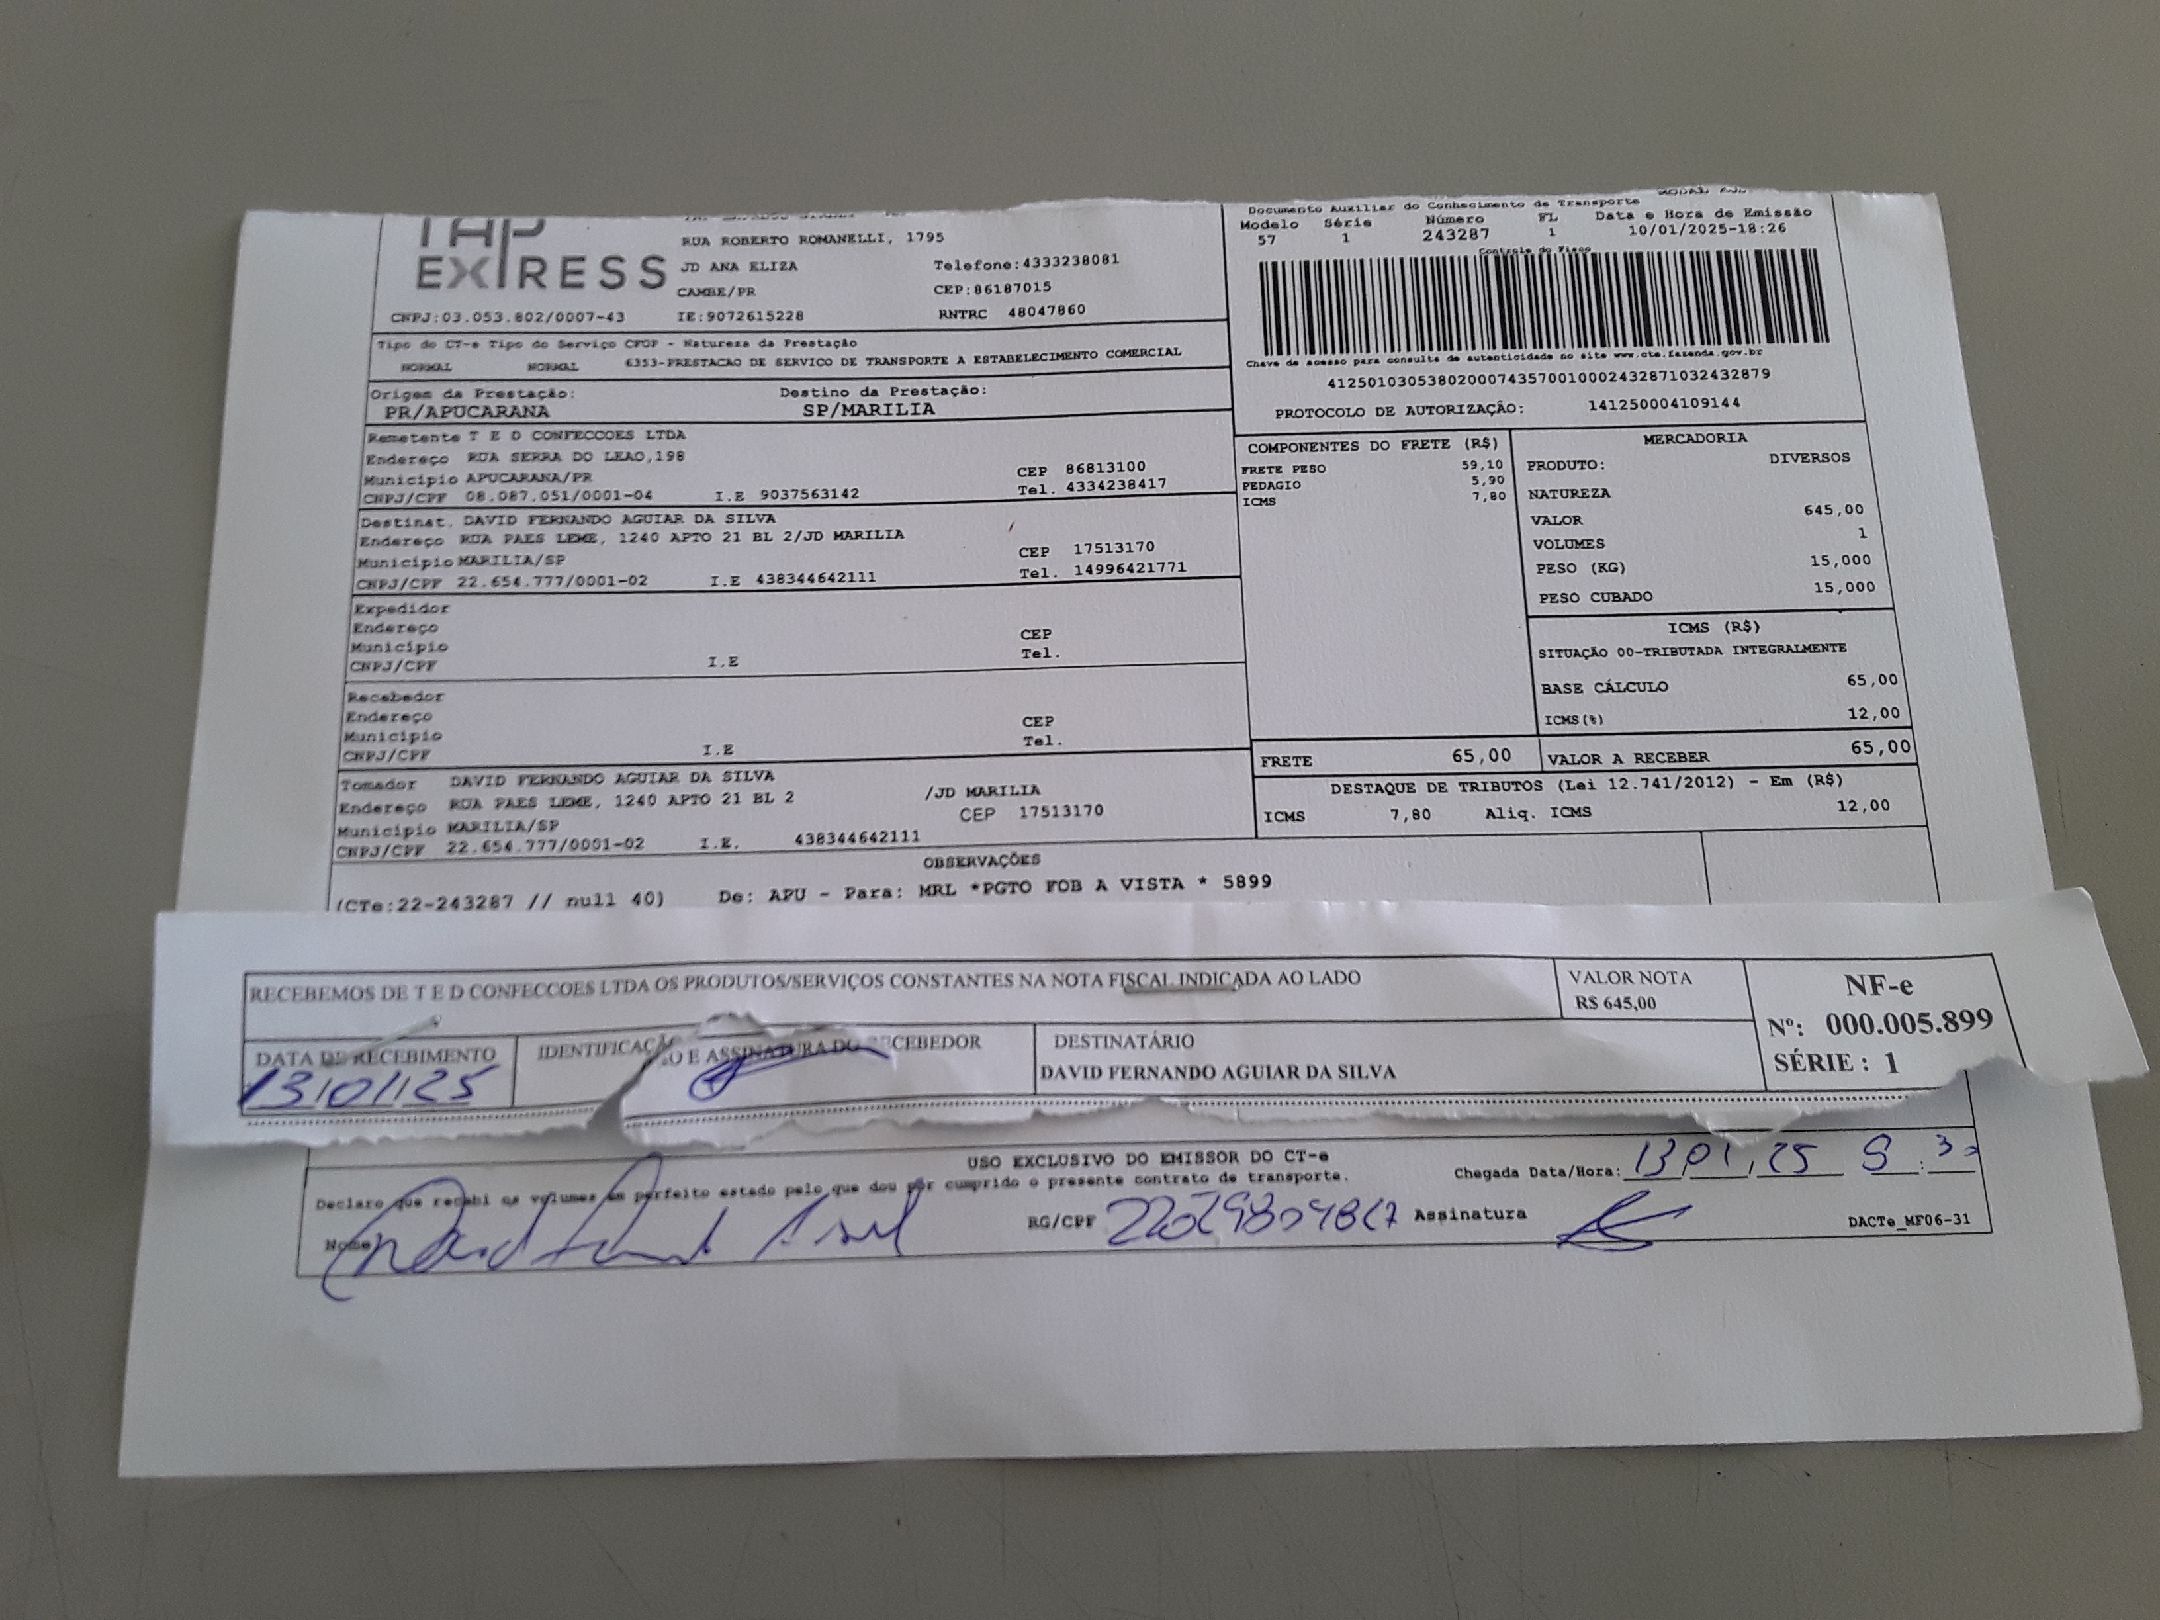 TAP
EXPRESS
RUA ROBERTO ROMANELLI, 1795
JD ANA ELIZA Telefone:4333238081
CAMBE/PR CEP:86187015
CNPJ:03.053.802/0007-43 IE:9072615228 RNTRC 48047860
Documento Auxiliar do Conhecimento de Transporte
Modelo Série Número FL Data e Hora de Emissão
57 1 243287 1 10/01/2025-18:26
Controle do Fisco
Chave de acesso para consulta de autenticidade no site www.cte.fazenda.gov.br
41250103053802000743570010002432871032432879
PROTOCOLO DE AUTORIZAÇÃO: 141250004109144
Tipo do CT-e Tipo do Serviço CFOP - Natureza da Prestação
NORMAL NORMAL 6353-PRESTACAO DE SERVICO DE TRANSPORTE A ESTABELECIMENTO COMERCIAL
Origem da Prestação: Destino da Prestação:
PR/APUCARANA SP/MARILIA
Remetente T E D CONFECCOES LTDA
Endereço RUA SERRA DO LEAO,198
Município APUCARANA/PR CEP 86813100
CNPJ/CPF 08.087.051/0001-04 I.E 9037563142 Tel. 4334238417
Destinat. DAVID FERNANDO AGUIAR DA SILVA
Endereço RUA PAES LEME, 1240 APTO 21 BL 2/JD MARILIA
Município MARILIA/SP CEP 17513170
CNPJ/CPF 22.654.777/0001-02 I.E 438344642111 Tel. 14996421771
Expedidor
Endereço
Município CEP
CNPJ/CPF I.E Tel.
Recebedor
Endereço
Município CEP
CNPJ/CPF I.E Tel.
Tomador DAVID FERNANDO AGUIAR DA SILVA
Endereço RUA PAES LEME, 1240 APTO 21 BL 2 /JD MARILIA
Município MARILIA/SP CEP 17513170
CNPJ/CPF 22.654.777/0001-02 I.E. 438344642111
COMPONENTES DO FRETE (R$)
FRETE PESO 59,10
PEDAGIO 5,90
ICMS 7,80
MERCADORIA
PRODUTO: DIVERSOS
NATUREZA
VALOR 645,00
VOLUMES 1
PESO (KG) 15,000
PESO CUBADO 15,000
ICMS (R$)
SITUAÇÃO 00-TRIBUTADA INTEGRALMENTE
BASE CÁLCULO 65,00
ICMS(%) 12,00
FRETE 65,00 VALOR A RECEBER 65,00
DESTAQUE DE TRIBUTOS (Lei 12.741/2012) - Em (R$)
ICMS 7,80 Aliq. ICMS 12,00
OBSERVAÇÕES
(CTe:22-243287 // null 40) De: APU - Para: MRL *PGTO FOB A VISTA * 5899
RECEBEMOS DE T E D CONFECCOES LTDA OS PRODUTOS/SERVIÇOS CONSTANTES NA NOTA FISCAL INDICADA AO LADO
VALOR NOTA
R$ 645,00
NF-e
Nº: 000.005.899
SÉRIE : 1
DATA DE RECEBIMENTO
13/01/25
IDENTIFICAÇÃO E ASSINATURA DO RECEBEDOR
DESTINATÁRIO
DAVID FERNANDO AGUIAR DA SILVA
USO EXCLUSIVO DO EMISSOR DO CT-e
Declaro que recebi os volumes em perfeito estado pelo que dou por cumprido o presente contrato de transporte.
Chegada Data/Hora: 13,01,25
Nome
RG/CPF
Assinatura
DACTe_MF06-31